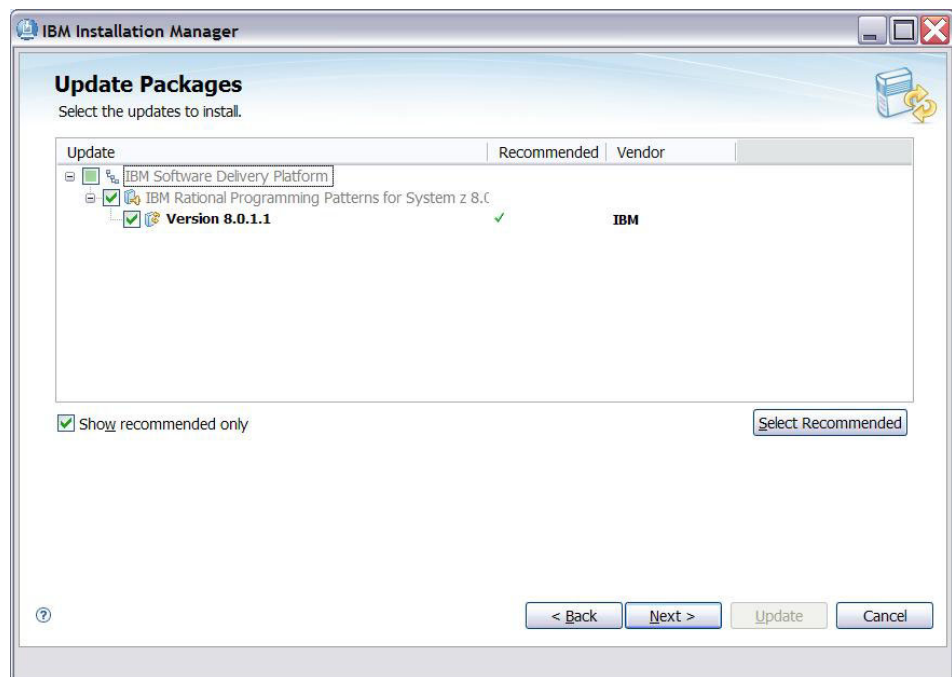 IBM Installation Manager
Update Packages
Select the updates to install.
Update Recommended Vendor
IBM Software Delivery Platform
IBM Rational Programming Patterns for System z 8.0
Version 8.0.1.1 IBM
Show recommended only
Select Recommended
?
< Back Next > Update Cancel